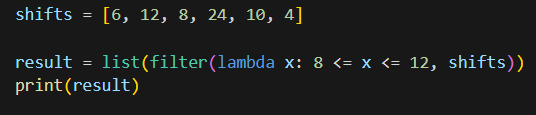 shifts = [6, 12, 8, 24, 10, 4]
result = list(filter(lambda x: 8 <= x <= 12, shifts))
print(result)